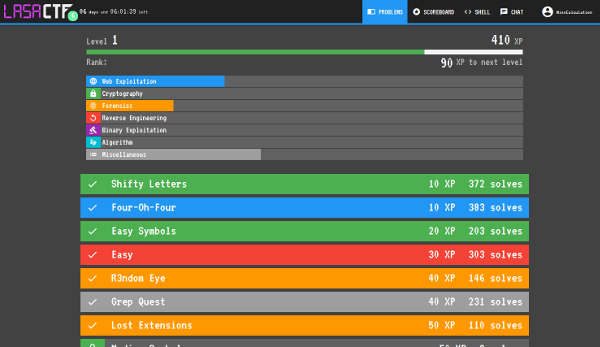 LASACTF 6 06 days and 06:01:39 left PROBLEMS SCOREBOARD SHELL CHAT MissCalculation
Level 1 410 XP
Rank: 90 XP to next level
Web Exploitation
Cryptography
Forensics
Reverse Engineering
Binary Exploitation
Algorithm
Miscellaneous
Shifty Letters 10 XP 372 solves
Four-Oh-Four 10 XP 383 solves
Easy Symbols 20 XP 203 solves
Easy 30 XP 303 solves
R3ndom Eye 40 XP 146 solves
Grep Quest 40 XP 231 solves
Lost Extensions 50 XP 110 solves